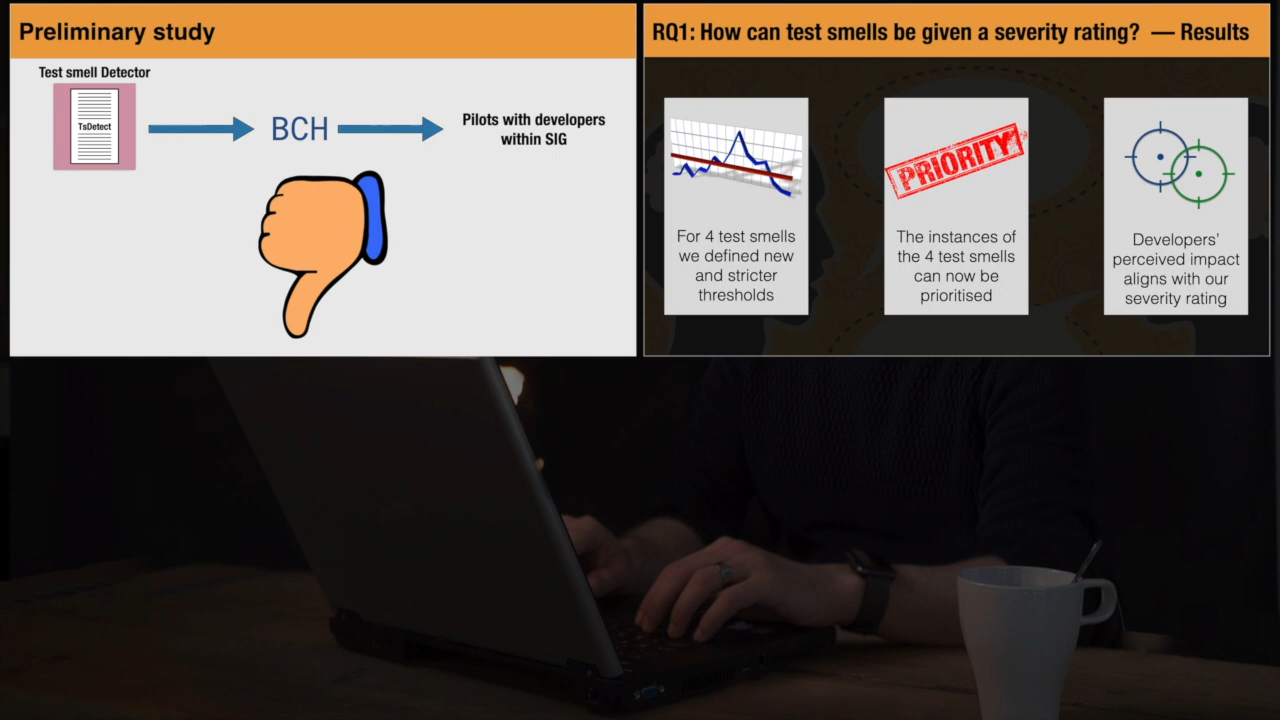 Preliminary study
Test smell Detector
TsDetect
BCH
Pilots with developers
within SIG
RQ1: How can test smells be given a severity rating? — Results
For 4 test smells
we defined new
and stricter
thresholds
PRIORITY
The instances of
the 4 test smells
can now be
prioritised
Developers'
perceived impact
aligns with our
severity rating